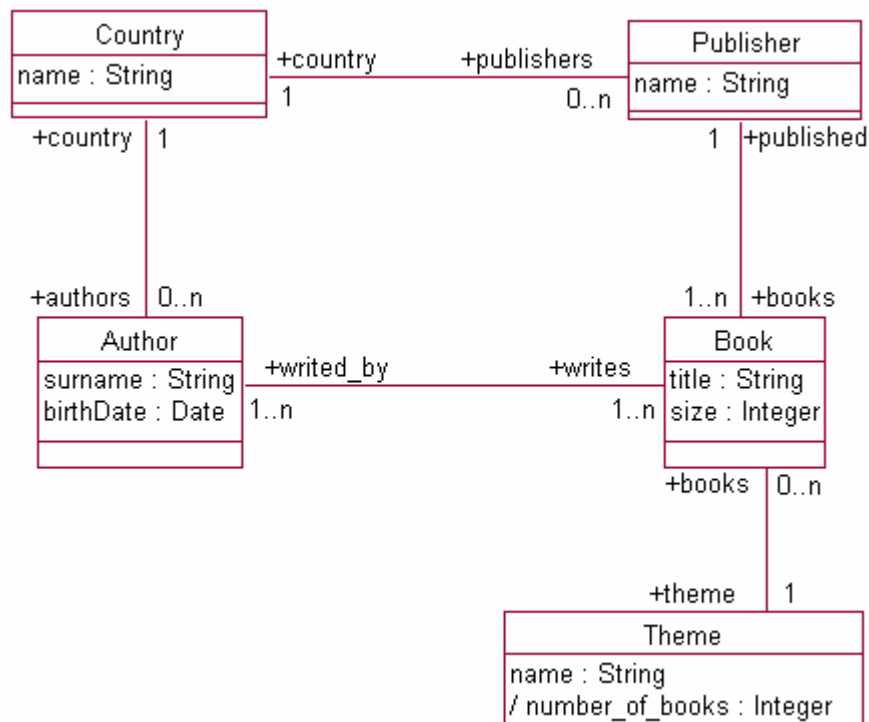 Country
name : String
+country
+publishers
1
0..n
Publisher
name : String
+country
1
1
+published
+authors
0..n
1..n
+books
Author
surname : String
birthDate : Date
+writed_by
+writes
1..n
1..n
Book
title : String
size : Integer
+books
0..n
+theme
1
Theme
name : String
/ number_of_books : Integer